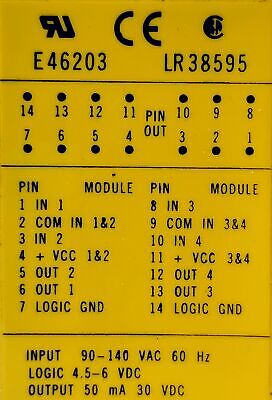 CE
E46203 LR38595
14 13 12 11 PIN 10 9 8
7 6 5 4 OUT 3 2 1
PIN MODULE PIN MODULE
1 IN 1 8 IN 3
2 COM IN 1&2 9 COM IN 3&4
3 IN 2 10 IN 4
4 + VCC 1&2 11 + VCC 3&4
5 OUT 2 12 OUT 4
6 OUT 1 13 OUT 3
7 LOGIC GND 14 LOGIC GND
INPUT 90-140 VAC 60 Hz
LOGIC 4.5-6 VDC
OUTPUT 50 mA 30 VDC